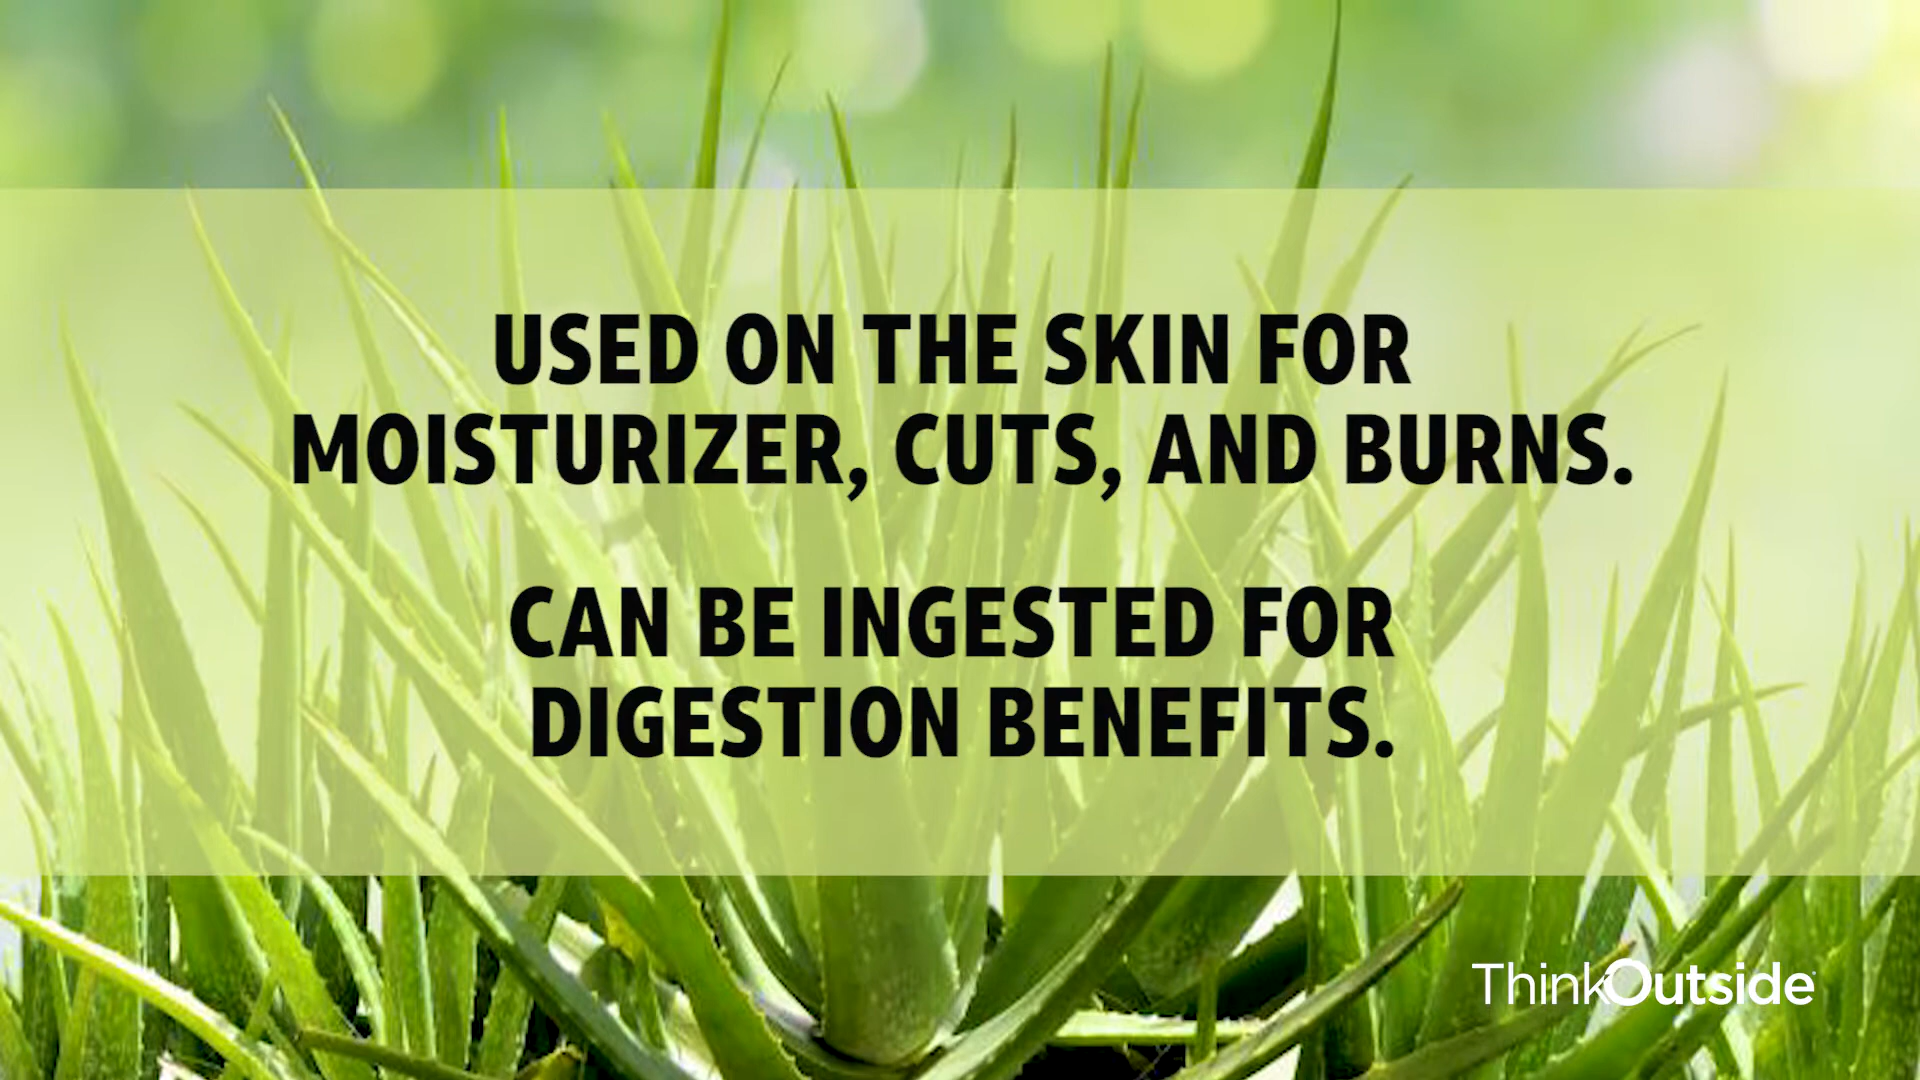 USED ON THE SKIN FOR
MOISTURIZER, CUTS, AND BURNS.
CAN BE INGESTED FOR
DIGESTION BENEFITS.
ThinkOutside